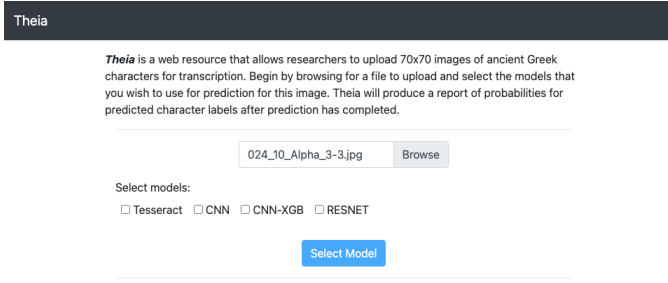 Theia
Theia is a web resource that allows researchers to upload 70x70 images of ancient Greek
characters for transcription. Begin by browsing for a file to upload and select the models that
you wish to use for prediction for this image. Theia will produce a report of probabilities for
predicted character labels after prediction has completed.
024_10_Alpha_3-3.jpg Browse
Select models:
Tesseract CNN CNN-XGB RESNET
Select Model